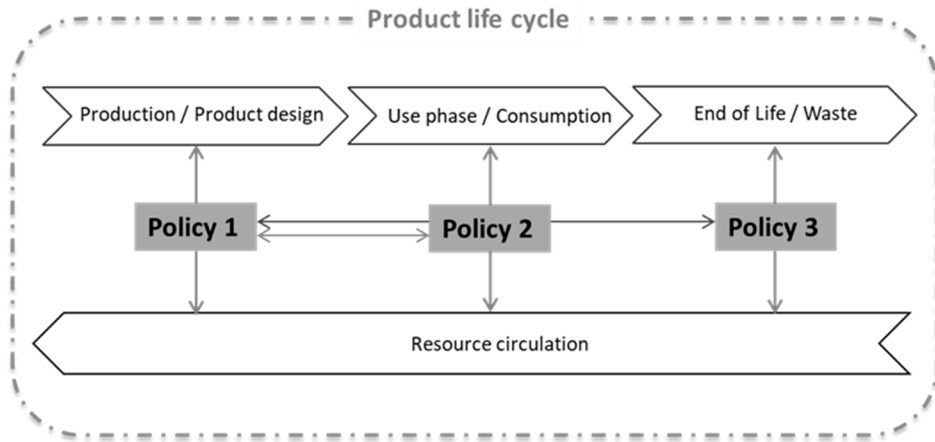 Product life cycle
Production / Product design
Use phase / Consumption
End of Life / Waste
Policy 1
Policy 2
Policy 3
Resource circulation